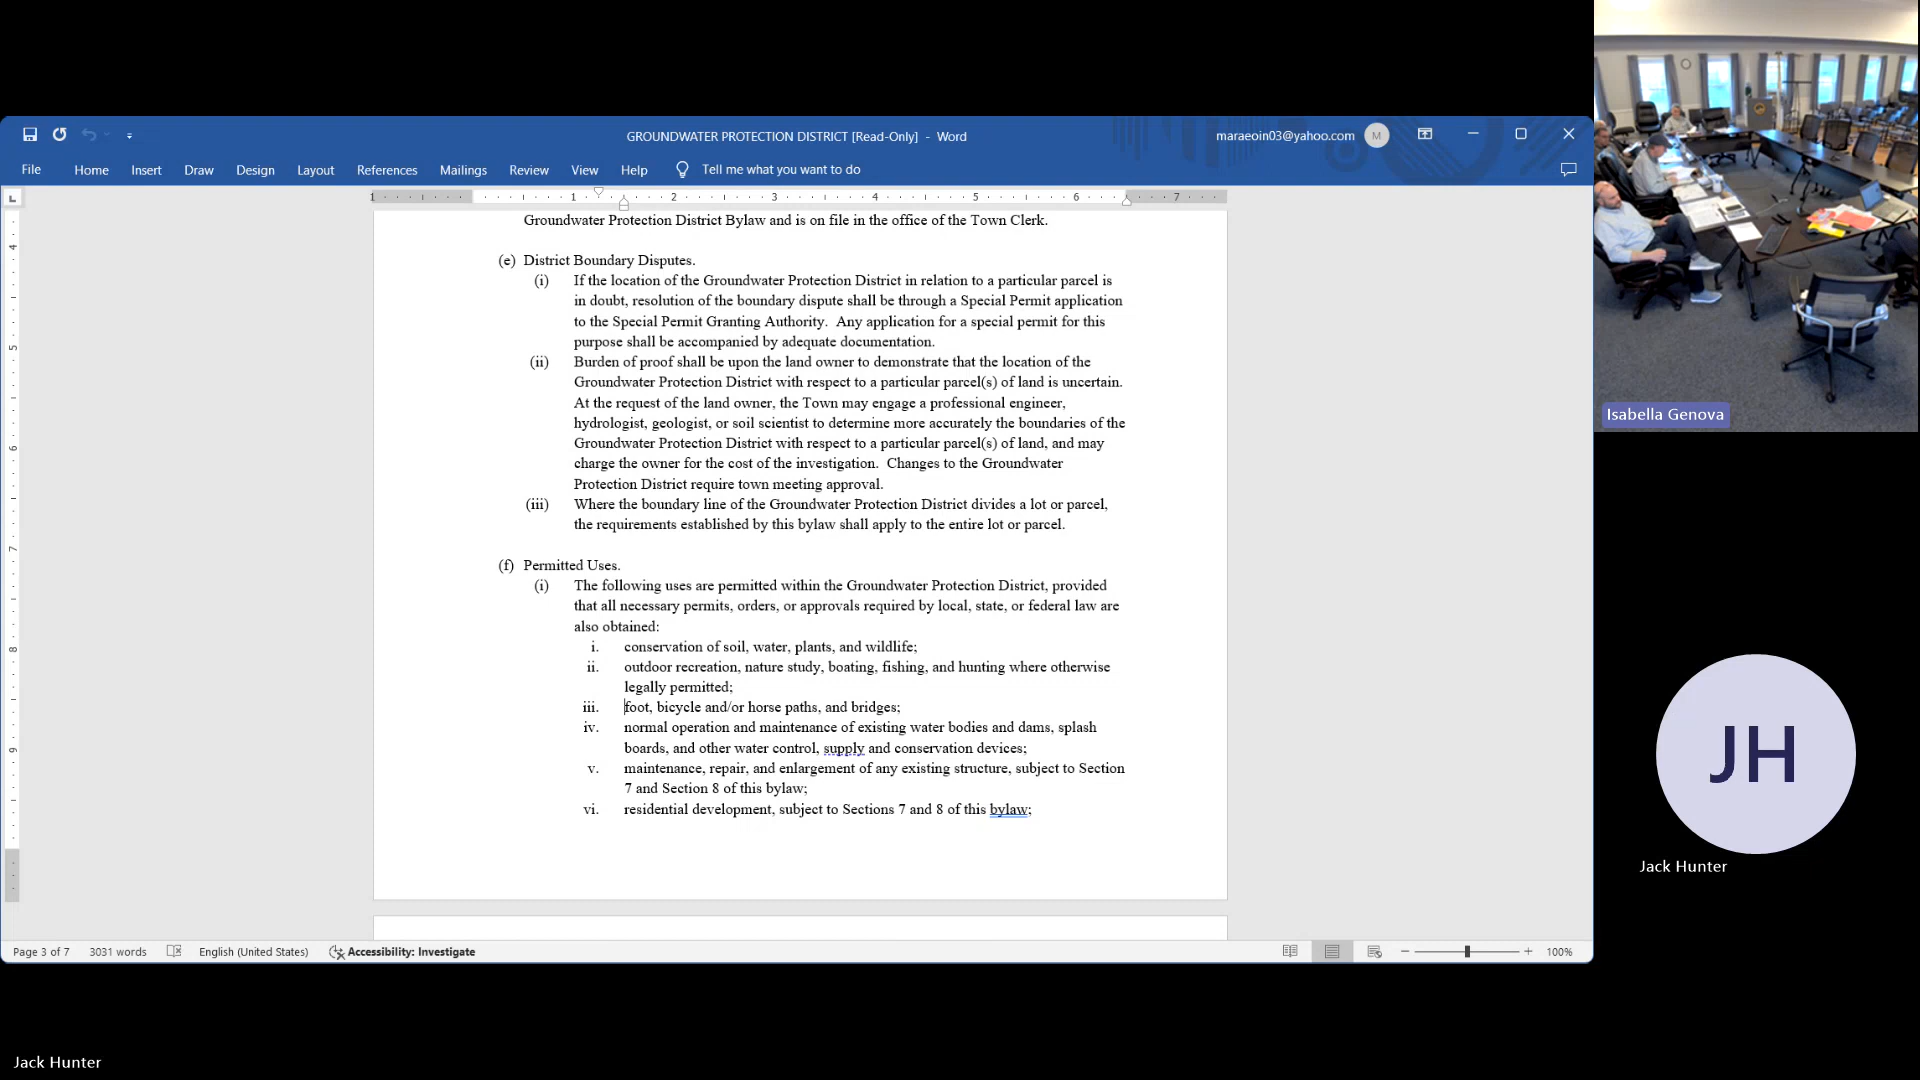 GROUNDWATER PROTECTION DISTRICT [Read-Only] - Word
maraeoin03@yahoo.com
M
File Home Insert Draw Design Layout References Mailings Review View Help Tell me what you want to do
1 1 2 3 4 5 6 7
Groundwater Protection District Bylaw and is on file in the office of the Town Clerk.
(e) District Boundary Disputes.
(i) If the location of the Groundwater Protection District in relation to a particular parcel is
in doubt, resolution of the boundary dispute shall be through a Special Permit application
to the Special Permit Granting Authority. Any application for a special permit for this
purpose shall be accompanied by adequate documentation.
(ii) Burden of proof shall be upon the land owner to demonstrate that the location of the
Groundwater Protection District with respect to a particular parcel(s) of land is uncertain.
At the request of the land owner, the Town may engage a professional engineer,
hydrologist, geologist, or soil scientist to determine more accurately the boundaries of the
Groundwater Protection District with respect to a particular parcel(s) of land, and may
charge the owner for the cost of the investigation. Changes to the Groundwater
Protection District require town meeting approval.
(iii) Where the boundary line of the Groundwater Protection District divides a lot or parcel,
the requirements established by this bylaw shall apply to the entire lot or parcel.
(f) Permitted Uses.
(i) The following uses are permitted within the Groundwater Protection District, provided
that all necessary permits, orders, or approvals required by local, state, or federal law are
also obtained:
i. conservation of soil, water, plants, and wildlife;
ii. outdoor recreation, nature study, boating, fishing, and hunting where otherwise
legally permitted;
iii. foot, bicycle and/or horse paths, and bridges;
iv. normal operation and maintenance of existing water bodies and dams, splash
boards, and other water control, supply and conservation devices;
v. maintenance, repair, and enlargement of any existing structure, subject to Section
7 and Section 8 of this bylaw;
vi. residential development, subject to Sections 7 and 8 of this bylaw;
4
5
6
7
8
9
Page 3 of 7 3031 words English (United States) Accessibility: Investigate 100%
Isabella Genova
JH
Jack Hunter
Jack Hunter